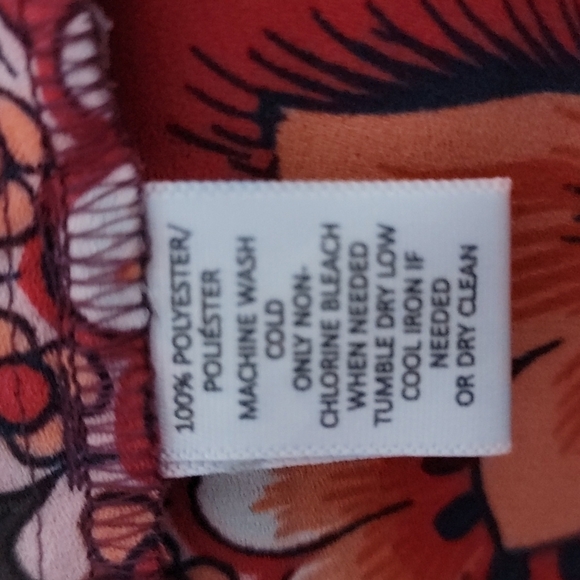 100% POLYESTER/
POLIÉSTER
MACHINE WASH
COLD
ONLY NON-
CHLORINE BLEACH
WHEN NEEDED
TUMBLE DRY LOW
COOL IRON IF
NEEDED
OR DRY CLEAN